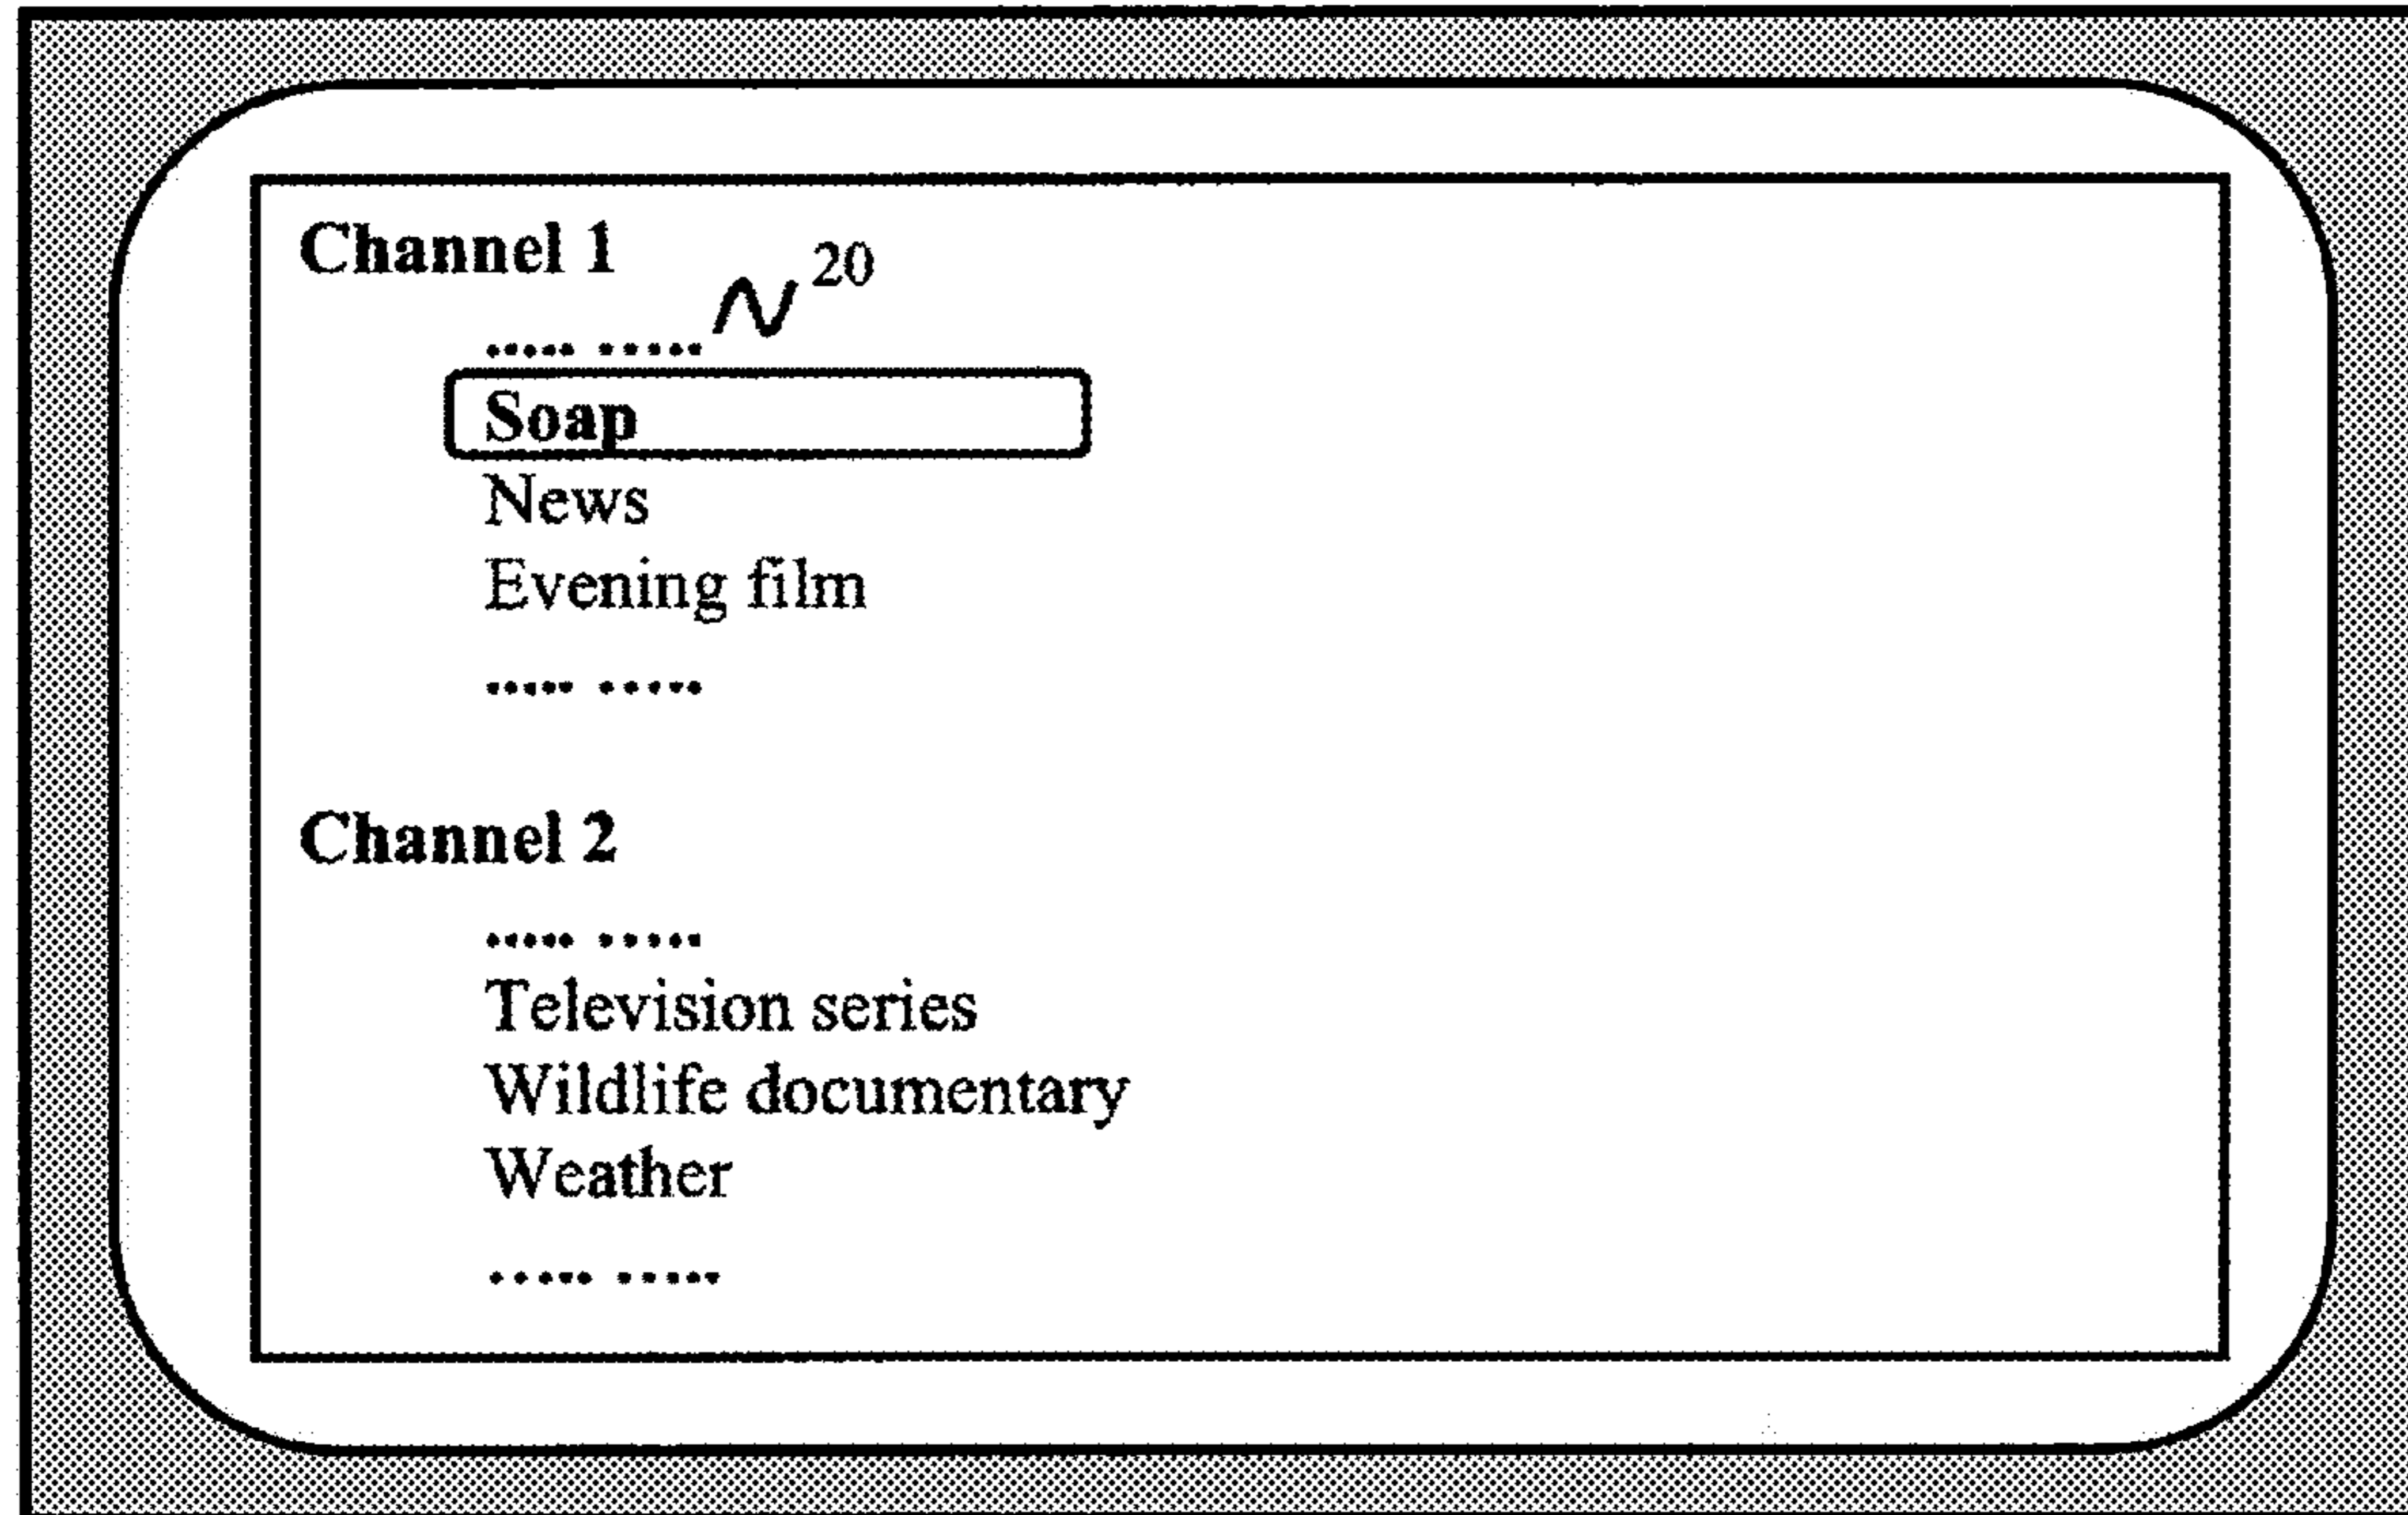 Channel 1
20
..... .....
Soap
News
Evening film
..... .....
Channel 2
..... .....
Television series
Wildlife documentary
Weather
..... .....